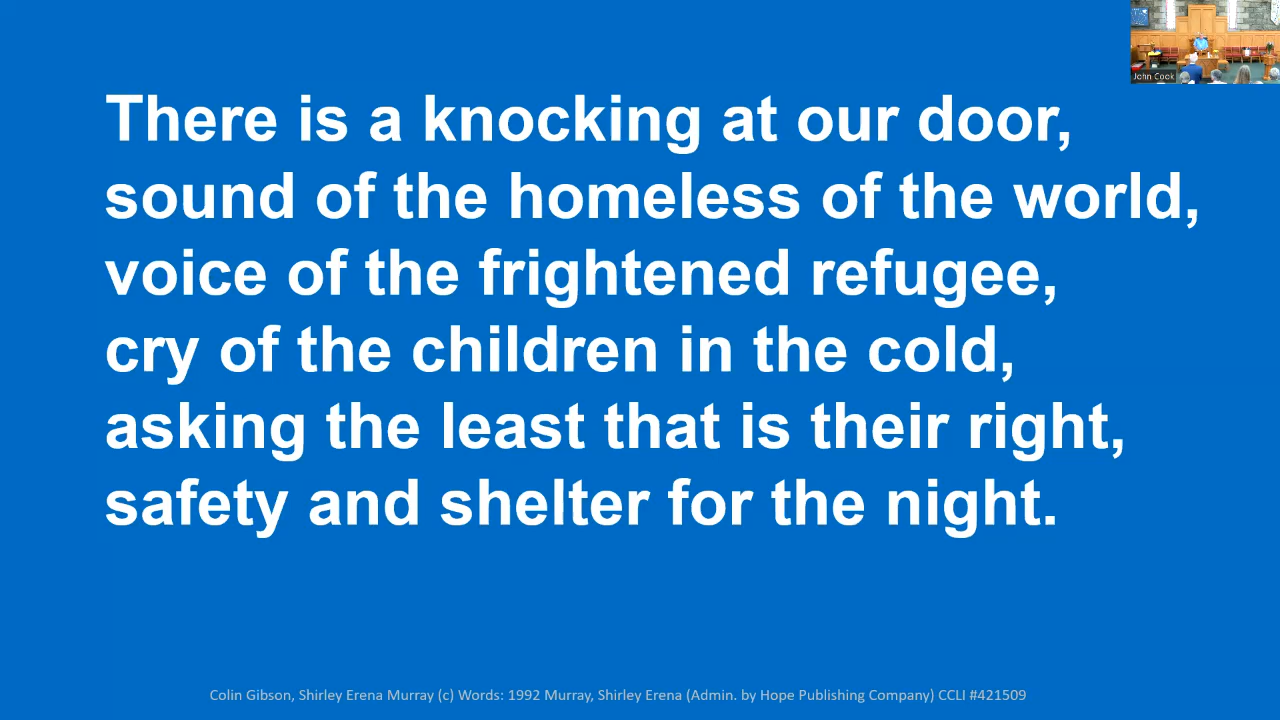 John Cook
There is a knocking at our door,
sound of the homeless of the world,
voice of the frightened refugee,
cry of the children in the cold,
asking the least that is their right,
safety and shelter for the night.
Colin Gibson, Shirley Erena Murray (c) Words: 1992 Murray, Shirley Erena (Admin. by Hope Publishing Company) CCLI #421509